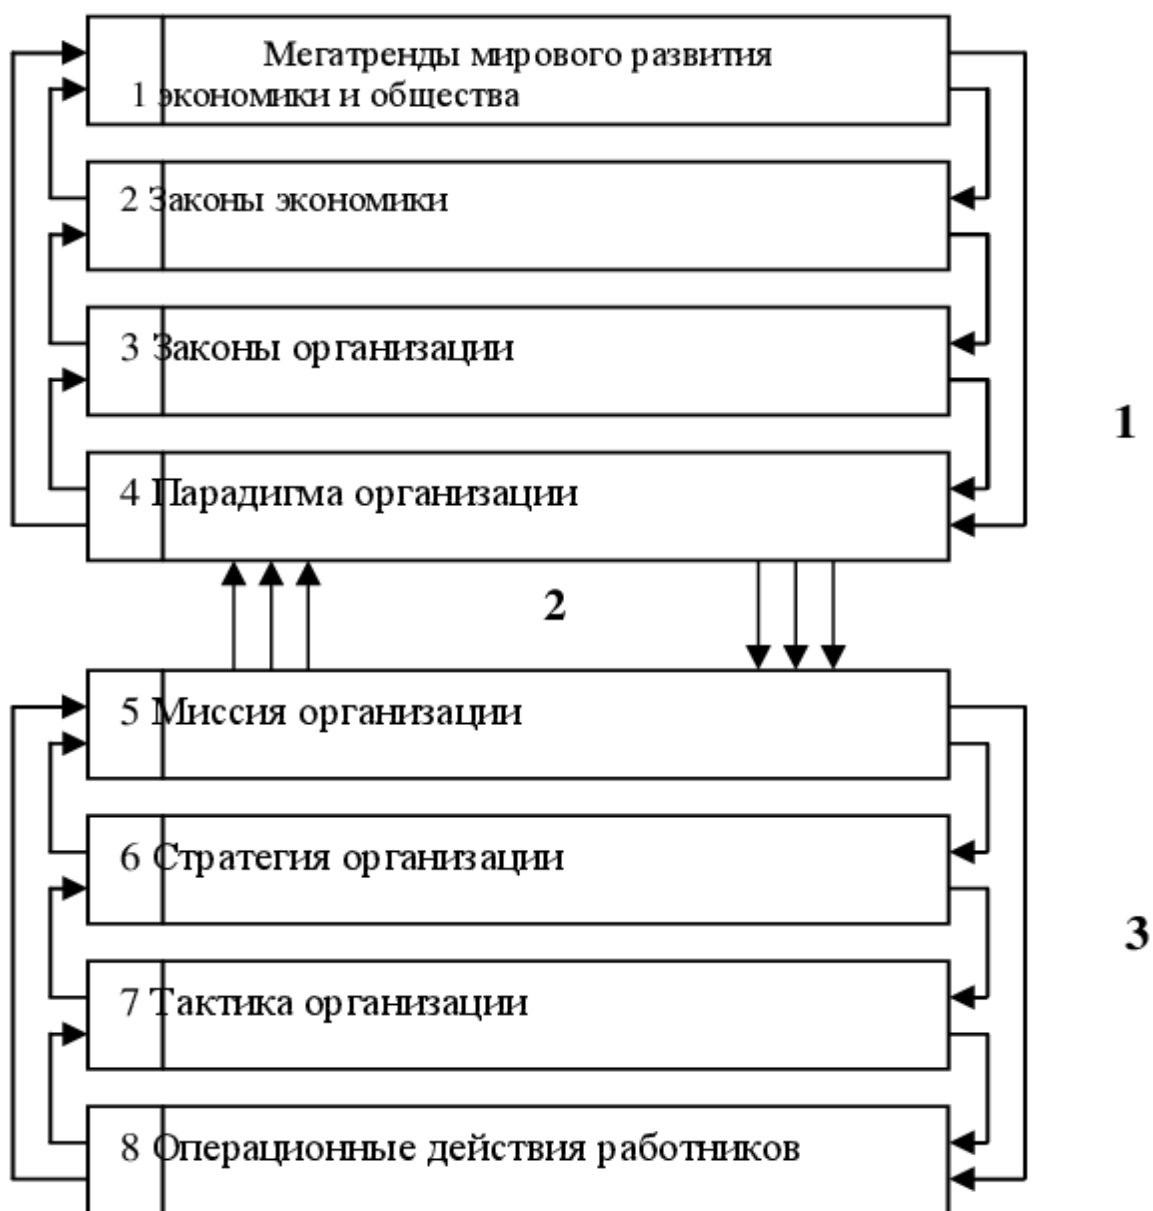 Мегатренды мирового развития
1 экономики и общества
2 Законы экономики
3 Законы организации
1
4 Парадигма организации
2
5 Миссия организации
6 Стратегия организации
3
7 Тактика организации
8 Операционные действия работников